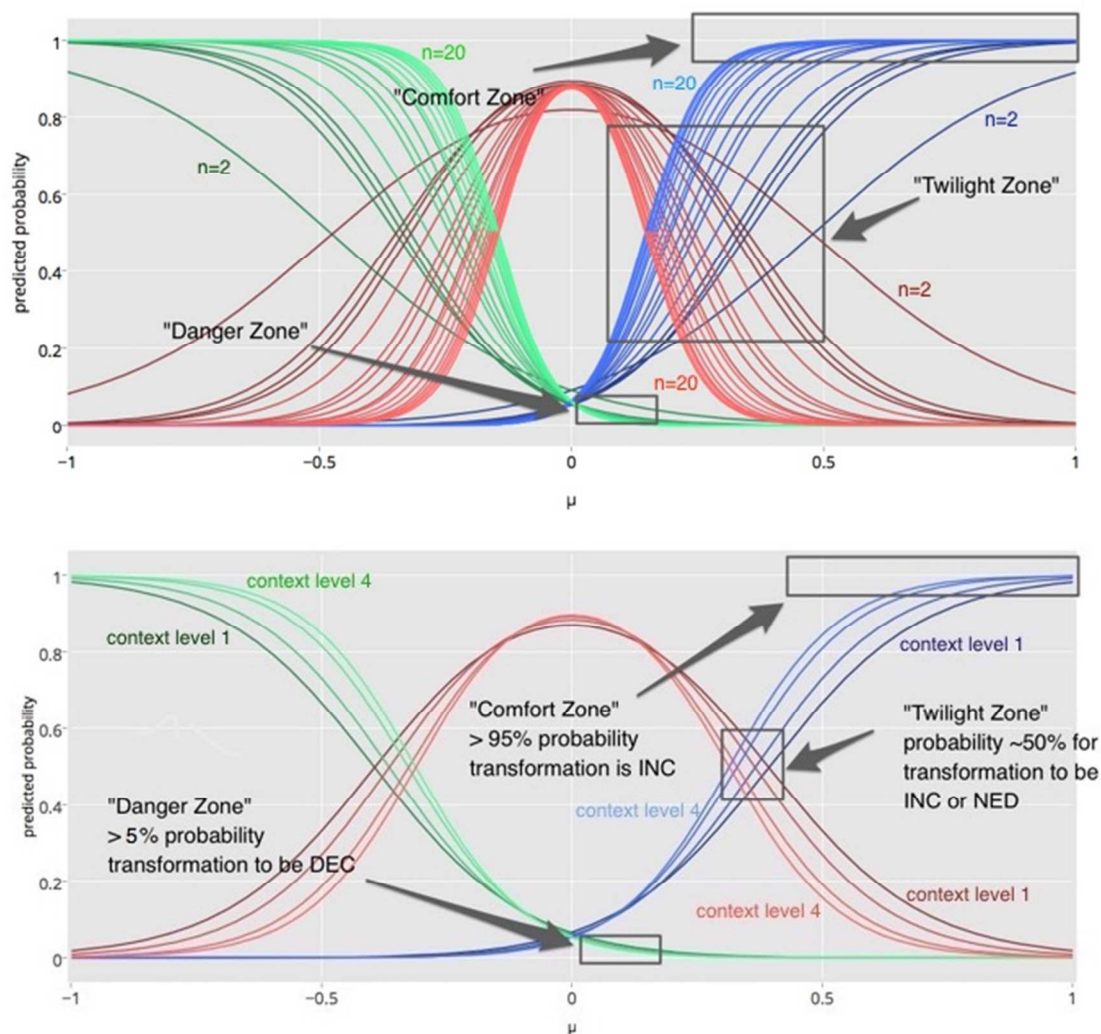 1
n=20
"Comfort Zone"
n=20
n=2
0.8
n=2
"Twilight Zone"
0.6
predicted probability
0.4
n=2
"Danger Zone"
0.2
n=20
0
−1
−0.5
0
0.5
1
μ
1
context level 4
context level 1
context level 1
0.8
"Comfort Zone"
> 95% probability
transformation is INC
"Twilight Zone"
probability ~50% for
transformation to be
INC or NED
0.6
predicted probability
0.4
"Danger Zone"
> 5% probability
transformation to be DEC
context level 4
0.2
context level 4
context level 1
0
−1
−0.5
0
0.5
1
μ